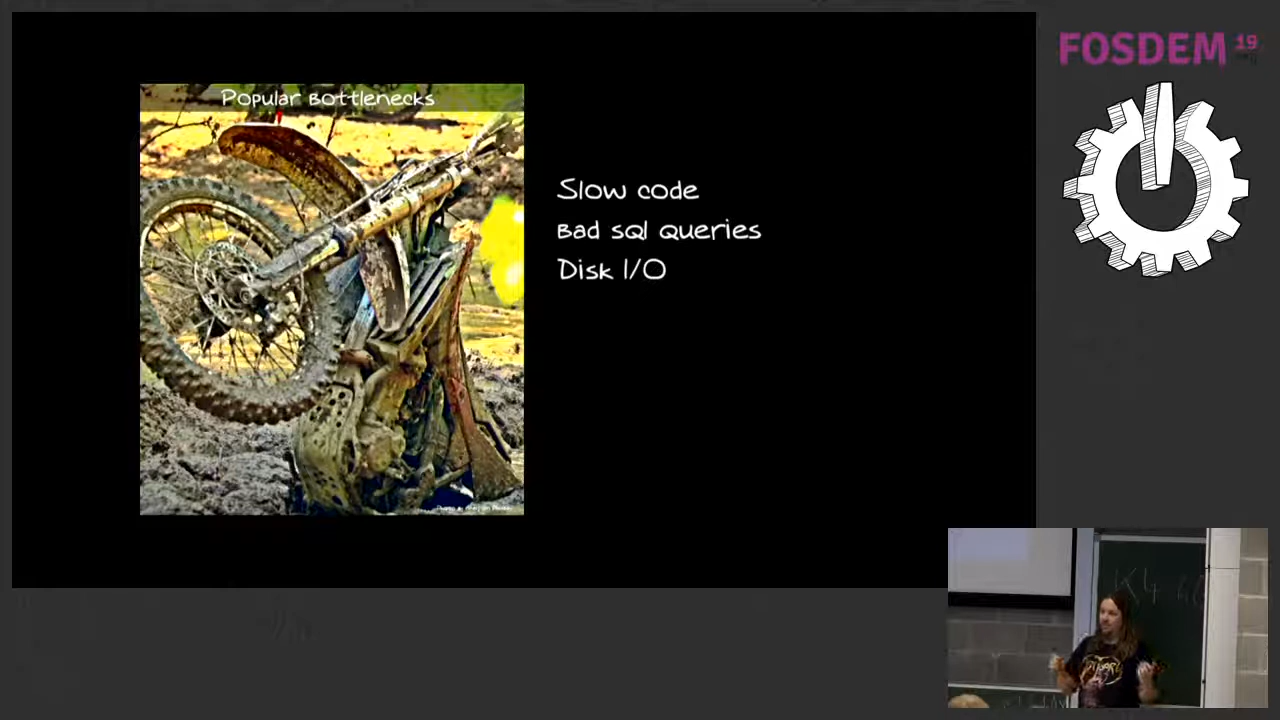 Popular bottlenecks
Slow code
Bad sql queries
Disk I/O
FOSDEM 19